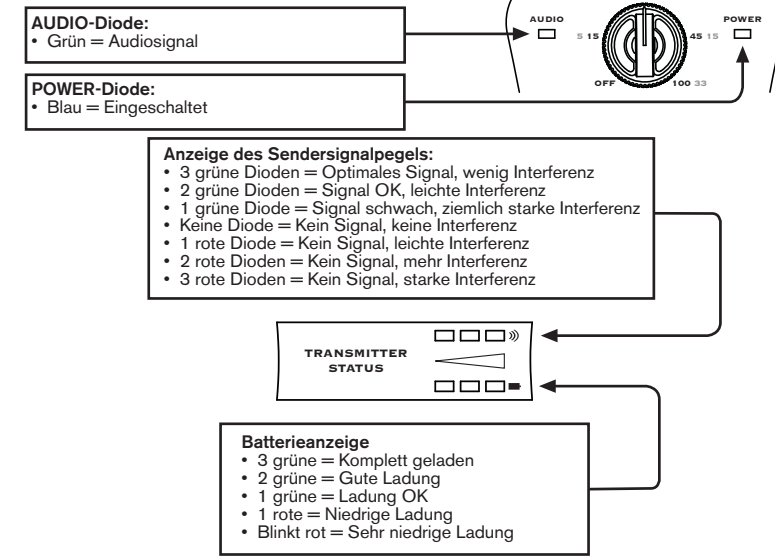 AUDIO-Diode:
• Grün = Audiosignal
POWER-Diode:
• Blau = Eingeschaltet
AUDIO
POWER
5 15
45 15
OFF
100 33
Anzeige des Sendersignalpegels:
• 3 grüne Dioden = Optimales Signal, wenig Interferenz
• 2 grüne Dioden = Signal OK, leichte Interferenz
• 1 grüne Diode = Signal schwach, ziemlich starke Interferenz
• Keine Diode = Kein Signal, keine Interferenz
• 1 rote Diode = Kein Signal, leichte Interferenz
• 2 rote Dioden = Kein Signal, mehr Interferenz
• 3 rote Dioden = Kein Signal, starke Interferenz
TRANSMITTER
STATUS
Batterieanzeige
• 3 grüne = Komplett geladen
• 2 grüne = Gute Ladung
• 1 grüne = Ladung OK
• 1 rote = Niedrige Ladung
• Blinkt rot = Sehr niedrige Ladung